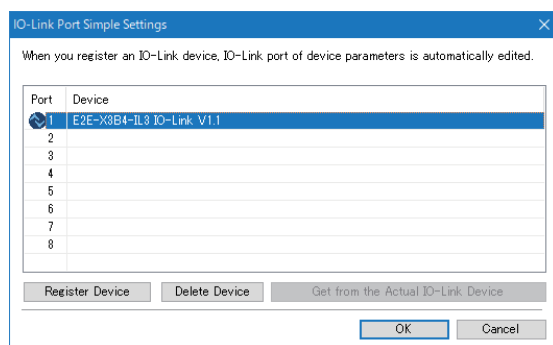 IO-Link Port Simple Settings
When you register an IO-Link device, IO-Link port of device parameters is automatically edited.
Port Device
1 E2E-X3B4-IL3 IO-Link V1.1
2
3
4
5
6
7
8
Register Device Delete Device Get from the Actual IO-Link Device
OK Cancel